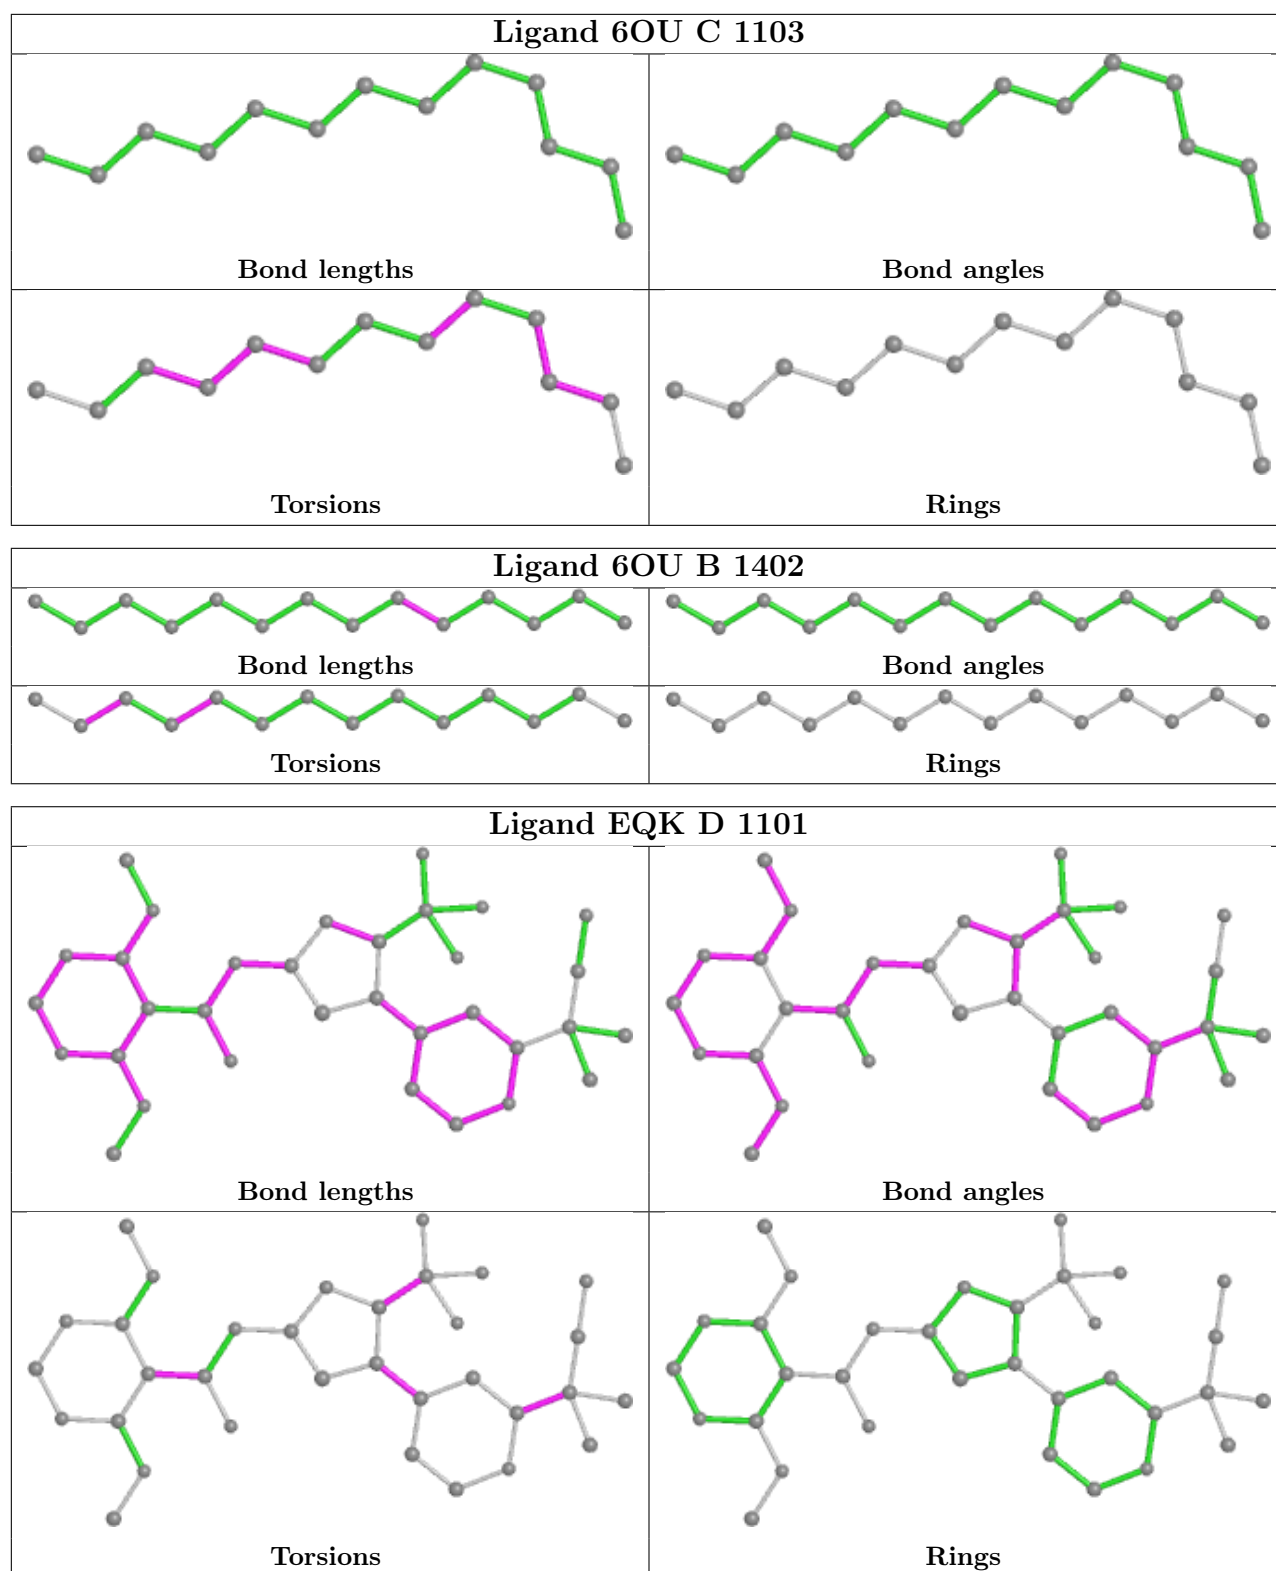 Ligand 6OU C 1103
Bond lengths
Bond angles
Torsions
Rings
Ligand 6OU B 1402
Bond lengths
Bond angles
Torsions
Rings
Ligand EQK D 1101
Bond lengths
Bond angles
Torsions
Rings